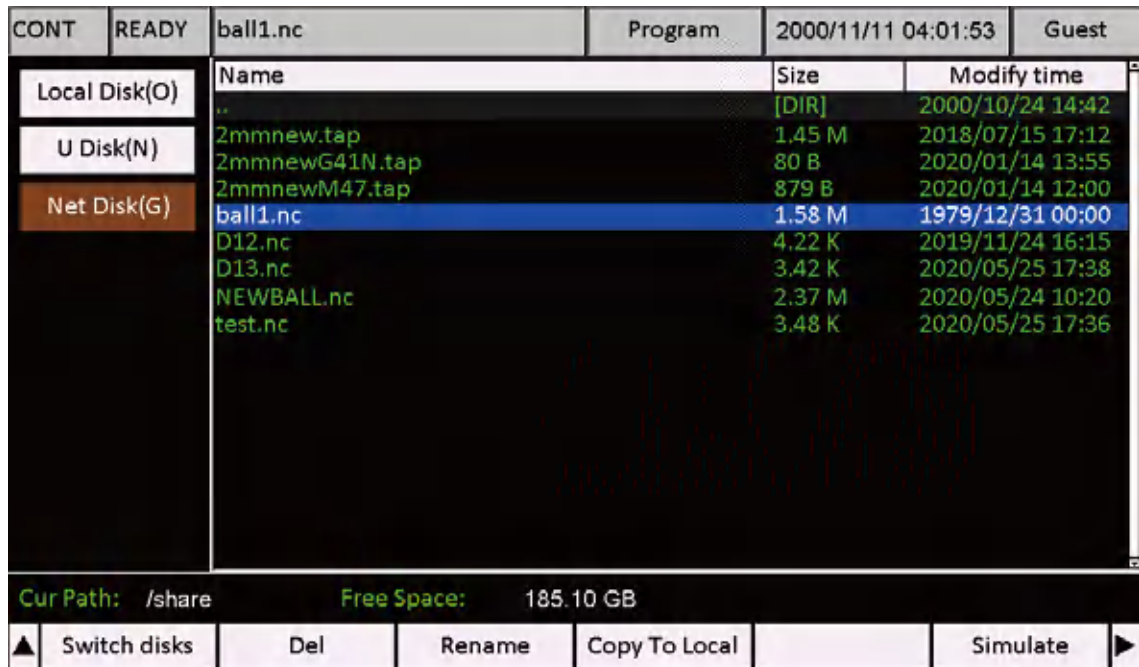 CONT READY ball1.nc Program 2000/11/11 04:01:53 Guest
Local Disk(O)
U Disk(N)
Net Disk(G)
Name Size Modify time
.. [DIR] 2000/10/24 14:42
2mmnew.tap 1.45 M 2018/07/15 17:12
2mmnewG41N.tap 80 B 2020/01/14 13:55
2mmnewM47.tap 879 B 2020/01/14 12:00
ball1.nc 1.58 M 1979/12/31 00:00
D12.nc 4.22 K 2019/11/24 16:15
D13.nc 3.42 K 2020/05/25 17:38
NEWBALL.nc 2.37 M 2020/05/24 10:20
test.nc 3.48 K 2020/05/25 17:36
Cur Path: /share Free Space: 185.10 GB
▲ Switch disks Del Rename Copy To Local Simulate ▶